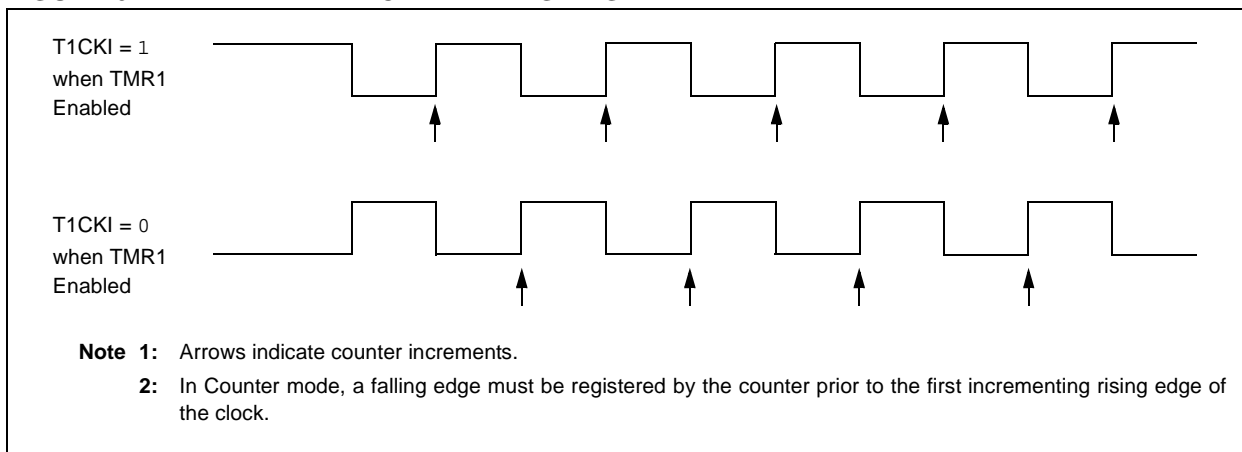 T1CKI = 1
when TMR1
Enabled
T1CKI = 0
when TMR1
Enabled
Note 1: Arrows indicate counter increments.
2: In Counter mode, a falling edge must be registered by the counter prior to the first incrementing rising edge of
the clock.